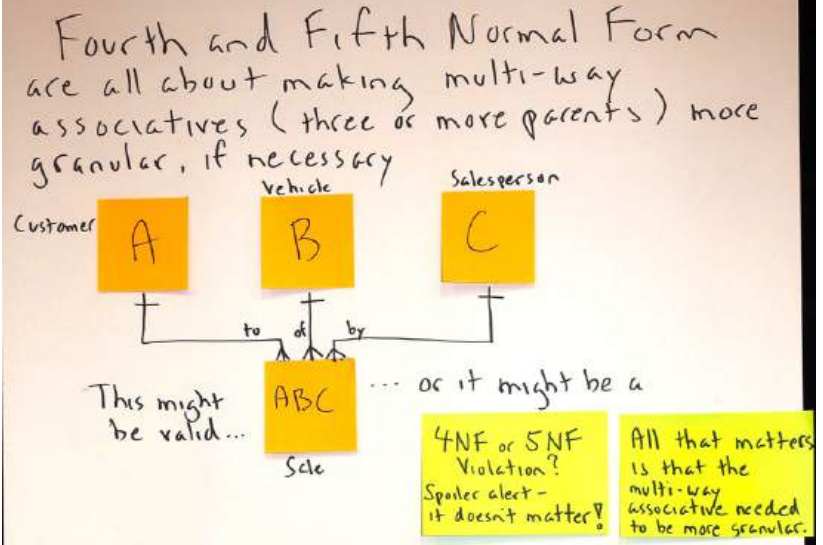 Fourth and Fifth Normal Form
are all about making multi-way
associatives (three or more parents) more
granular, if necessary
Customer
A
Vehicle
B
Salesperson
C
to
of
by
This might
be valid...
ABC
Sale
... or it might be a
4NF or 5NF
Violation?
Spoiler alert -
it doesn't matter!
All that matters
is that the
multi-way
associative needed
to be more granular.